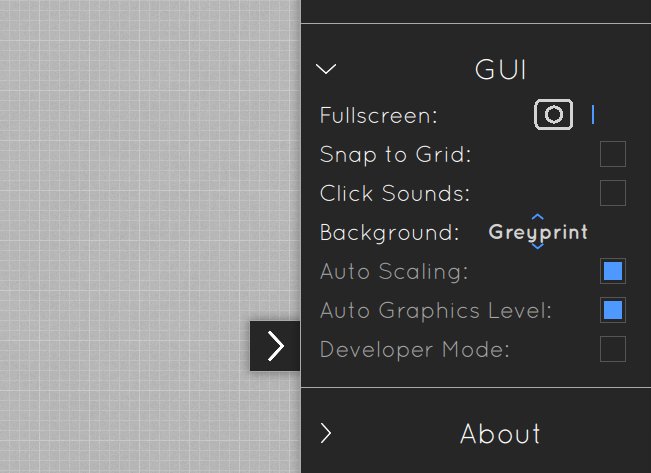 GUI
Fullscreen:
Snap to Grid:
Click Sounds:
Background: Greyprint
Auto Scaling:
Auto Graphics Level:
Developer Mode:
About